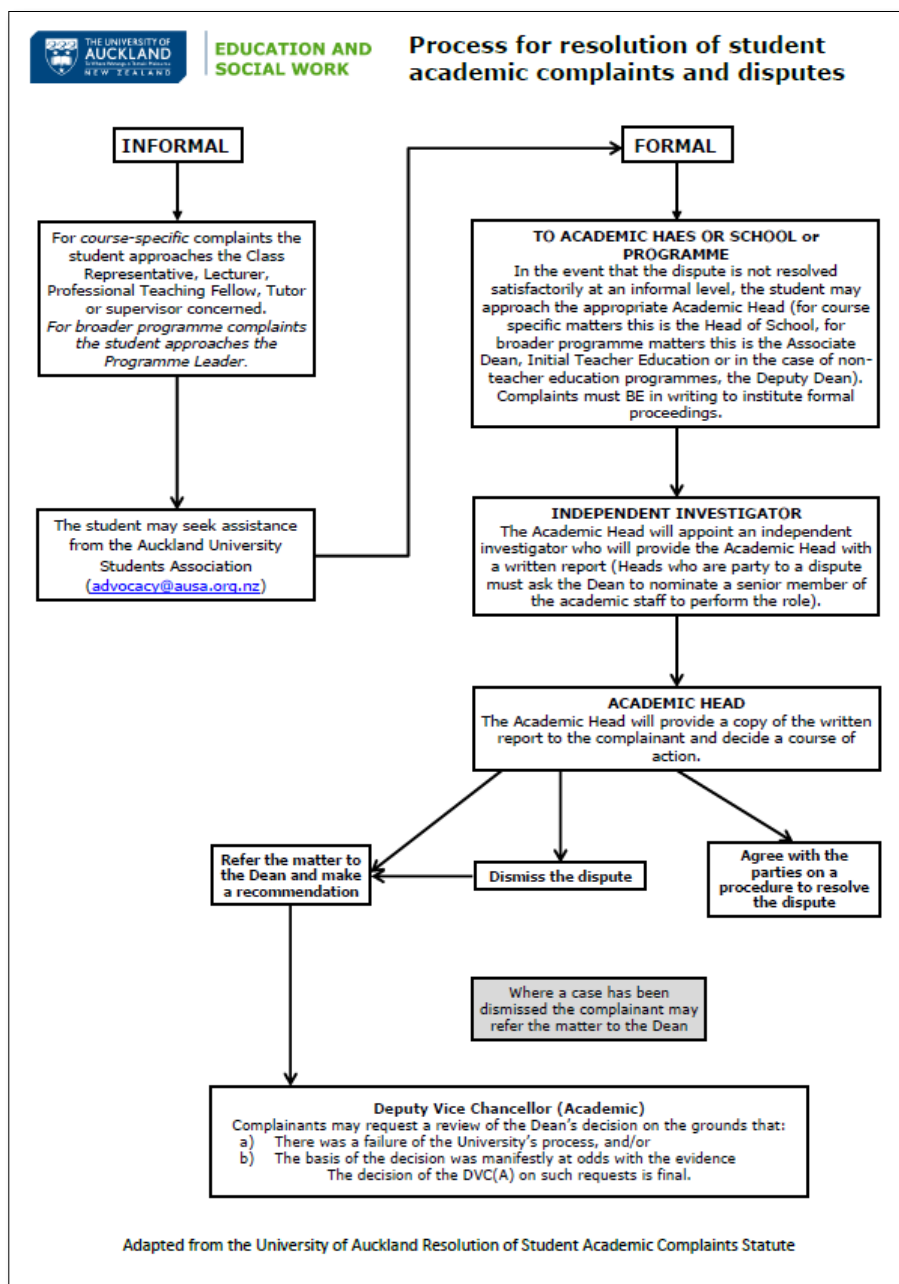 THE UNIVERSITY OF
AUCKLAND
NEW ZEALAND
EDUCATION AND
SOCIAL WORK
Process for resolution of student
academic complaints and disputes
INFORMAL
For course-specific complaints the
student approaches the Class
Representative, Lecturer,
Professional Teaching Fellow, Tutor
or supervisor concerned.
For broader programme complaints
the student approaches the
Programme Leader.
The student may seek assistance
from the Auckland University
Students Association
(advocacy@ausa.org.nz)
FORMAL
TO ACADEMIC HAES OR SCHOOL or
PROGRAMME
In the event that the dispute is not resolved
satisfactorily at an informal level, the student may
approach the appropriate Academic Head (for course
specific matters this is the Head of School, for
broader programme matters this is the Associate
Dean, Initial Teacher Education or in the case of non-
teacher education programmes, the Deputy Dean).
Complaints must BE in writing to institute formal
proceedings.
INDEPENDENT INVESTIGATOR
The Academic Head will appoint an independent
investigator who will provide the Academic Head with
a written report (Heads who are party to a dispute
must ask the Dean to nominate a senior member of
the academic staff to perform the role).
ACADEMIC HEAD
The Academic Head will provide a copy of the written
report to the complainant and decide a course of
action.
Refer the matter to
the Dean and make
a recommendation
Dismiss the dispute
Agree with the
parties on a
procedure to resolve
the dispute
Where a case has been
dismissed the complainant may
refer the matter to the Dean
Deputy Vice Chancellor (Academic)
Complainants may request a review of the Dean's decision on the grounds that:
a) There was a failure of the University's process, and/or
b) The basis of the decision was manifestly at odds with the evidence
The decision of the DVC(A) on such requests is final.
Adapted from the University of Auckland Resolution of Student Academic Complaints Statute